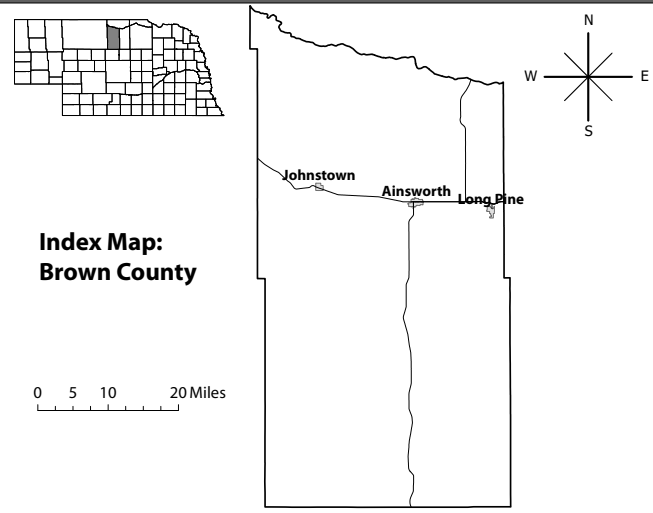 N
W
E
S
Johnstown
Ainsworth
Long Pine
Index Map:
Brown County
0 5 10 20 Miles